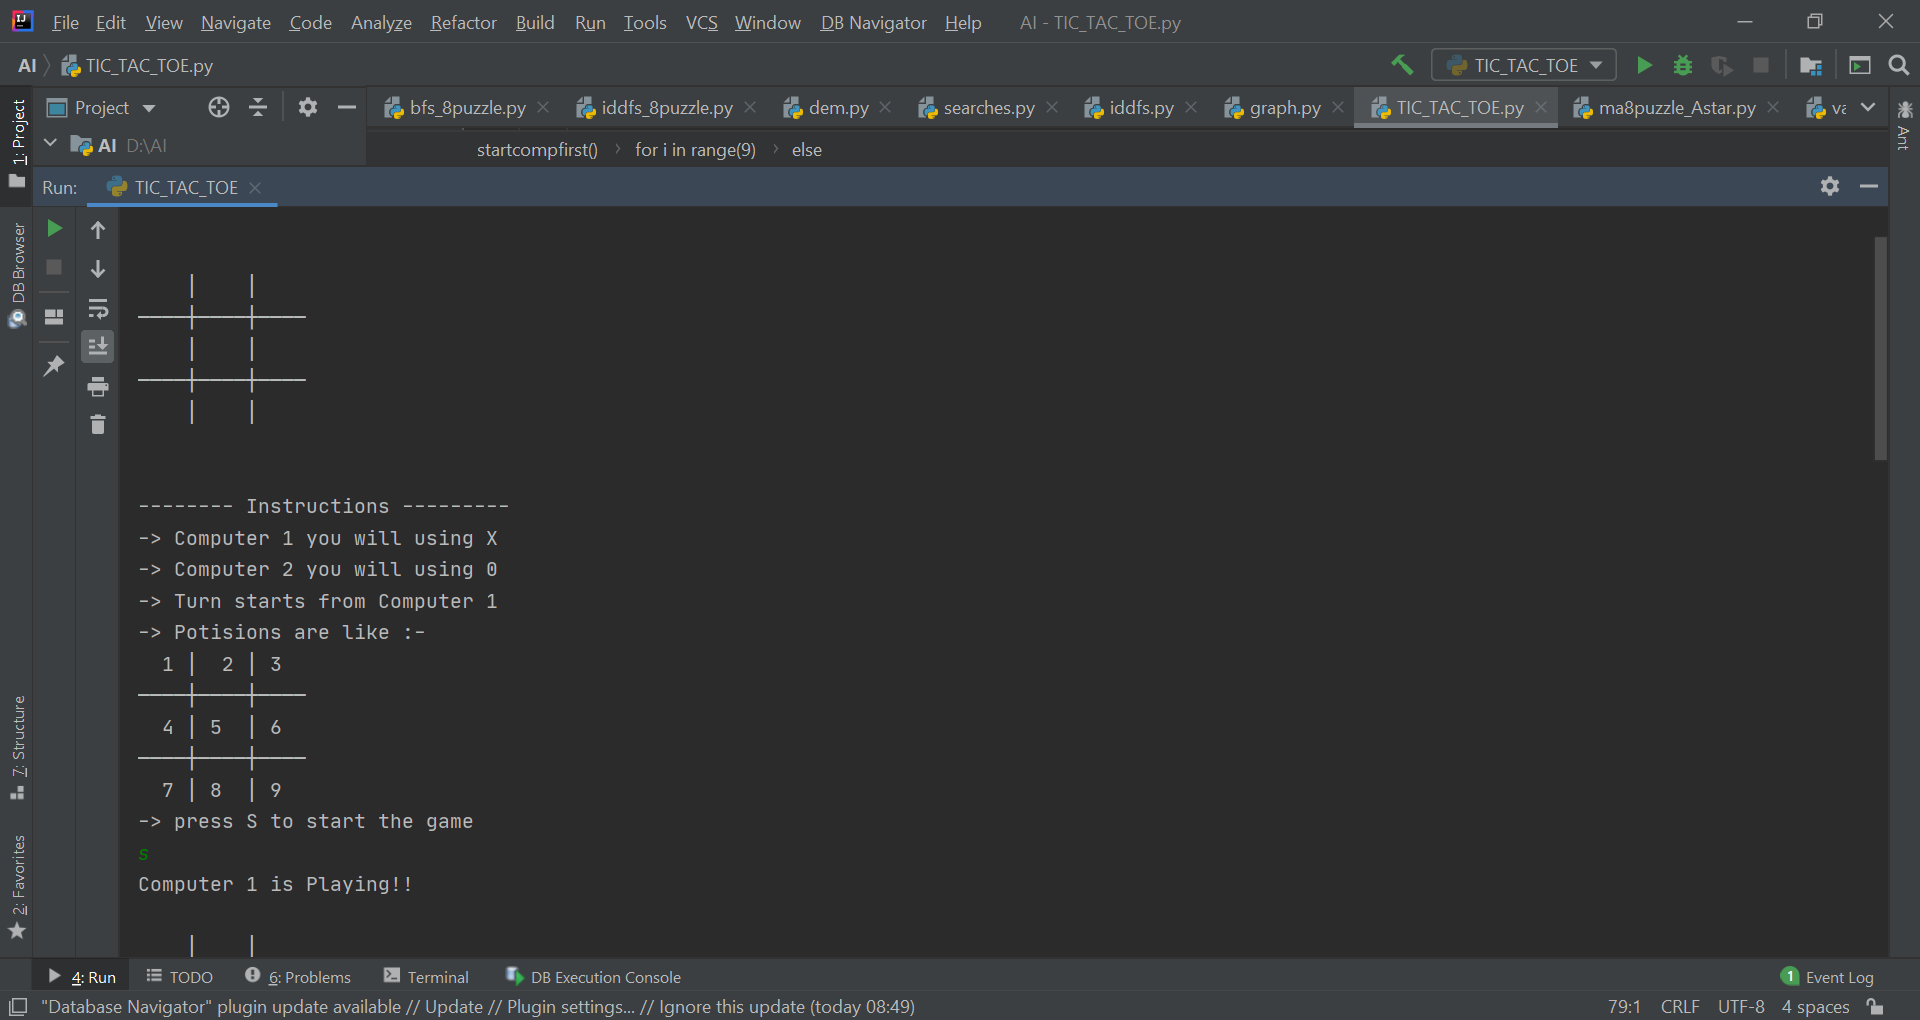 File Edit View Navigate Code Analyze Refactor Build Run Tools VCS Window DB Navigator Help AI - TIC_TAC_TOE.py
AI TIC_TAC_TOE.py TIC_TAC_TOE
1: Project
Project
bfs_8puzzle.py iddfs_8puzzle.py dem.py searches.py iddfs.py graph.py TIC_TAC_TOE.py ma8puzzle_Astar.py va
Ant
AI D:\AI
startcompfirst() › for i in range(9) › else
Run: TIC_TAC_TOE
DB Browser
-------- Instructions ---------
-> Computer 1 you will using X
-> Computer 2 you will using 0
-> Turn starts from Computer 1
-> Potisions are like :-
1 | 2 | 3
4 | 5 | 6
7 | 8 | 9
-> press S to start the game
s
Computer 1 is Playing!!
7: Structure
2: Favorites
4: Run TODO 6: Problems Terminal DB Execution Console 1 Event Log
"Database Navigator" plugin update available // Update // Plugin settings... // Ignore this update (today 08:49) 79:1 CRLF UTF-8 4 spaces